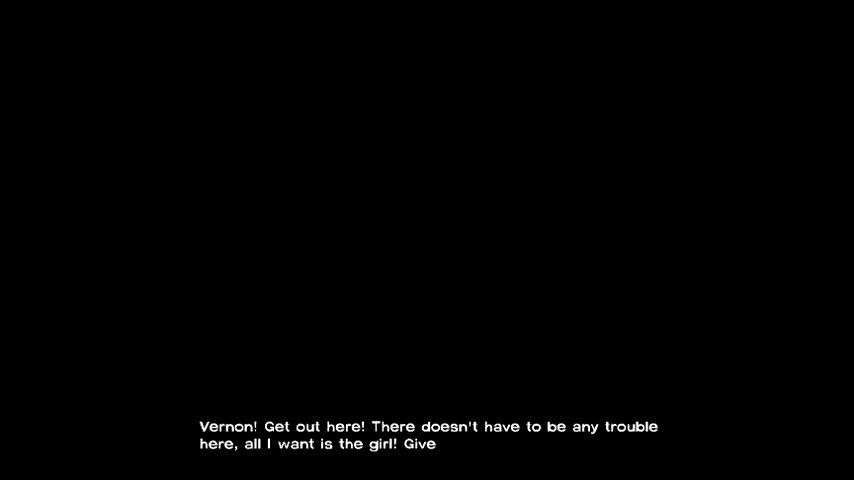 Vernon! Get out here! There doesn't have to be any trouble
here, all I want is the girl! Give